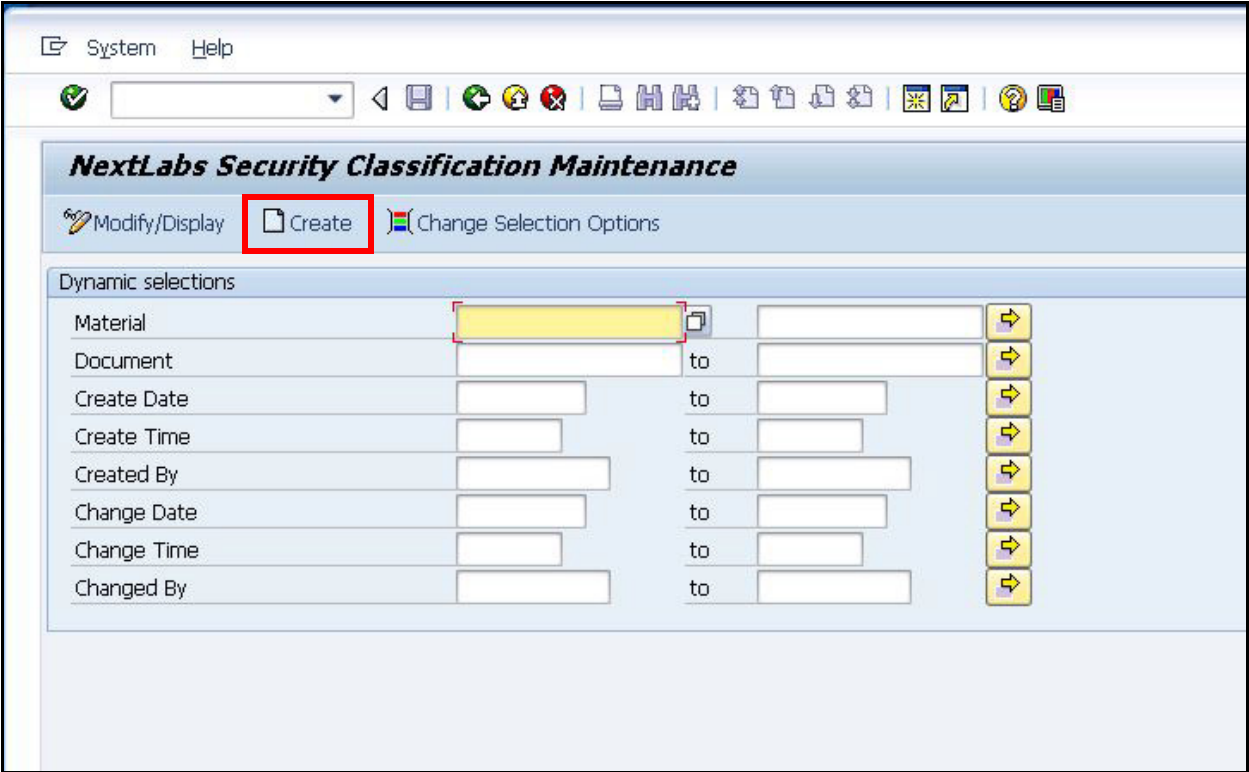 System Help
NextLabs Security Classification Maintenance
Modify/Display Create Change Selection Options
Dynamic selections
Material
Document to
Create Date to
Create Time to
Created By to
Change Date to
Change Time to
Changed By to